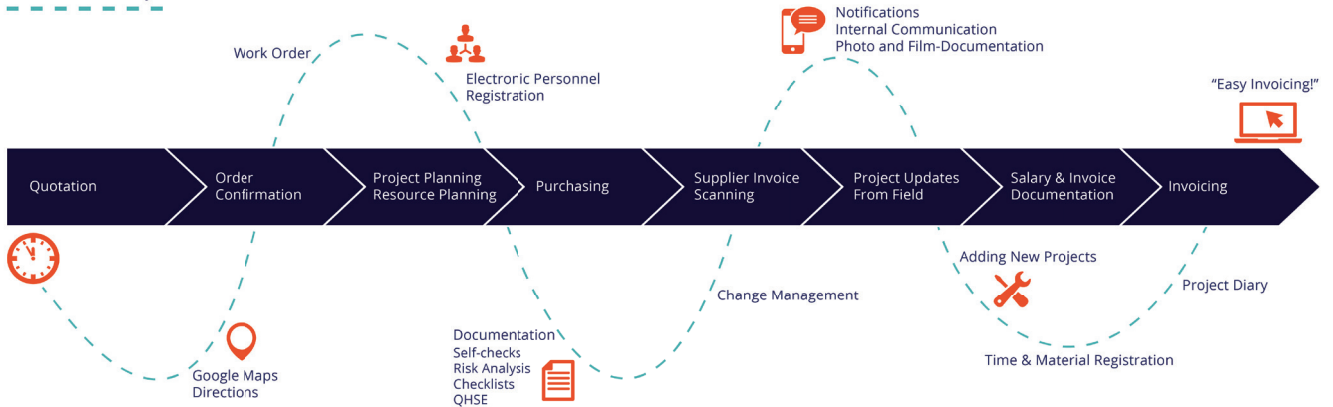 Notifications
Internal Communication
Photo and Film-Documentation
Work Order
Electroric Personnel
Registration
“Easy Invoicing!”
Quotation
Order
Confirmation
Project Planning
Resource Planning
Purchasing
Supplier Invoice
Scanning
Project Updates
From Field
Salary & Invoice
Documentation
Invoicing
Adding New Projects
Project Diary
Change Management
Documentation
Self-checks
Risk Analysis
Checklists
QHSE
Time & Material Registration
Google Maps
Directions